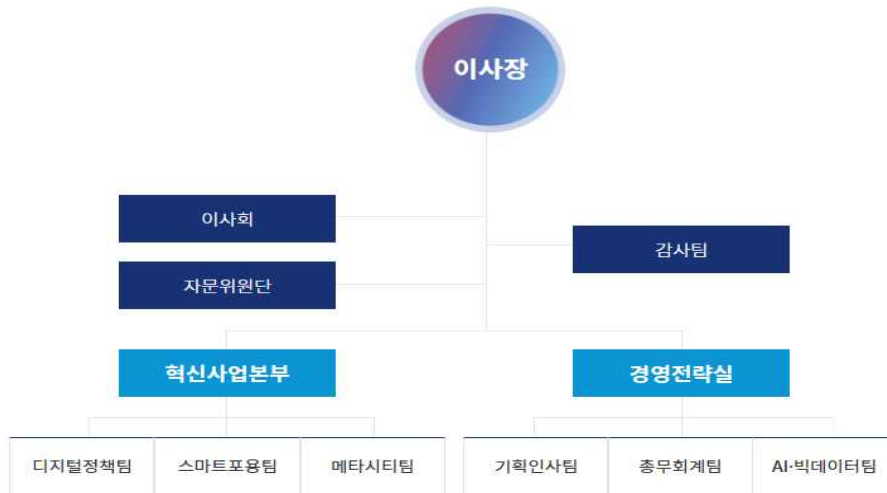 이사장
이사회
감사팀
자문위원단
혁신사업본부
경영전략실
디지털정책팀
스마트포용팀
메타시티팀
기획인사팀
총무회계팀
AI·빅데이터팀